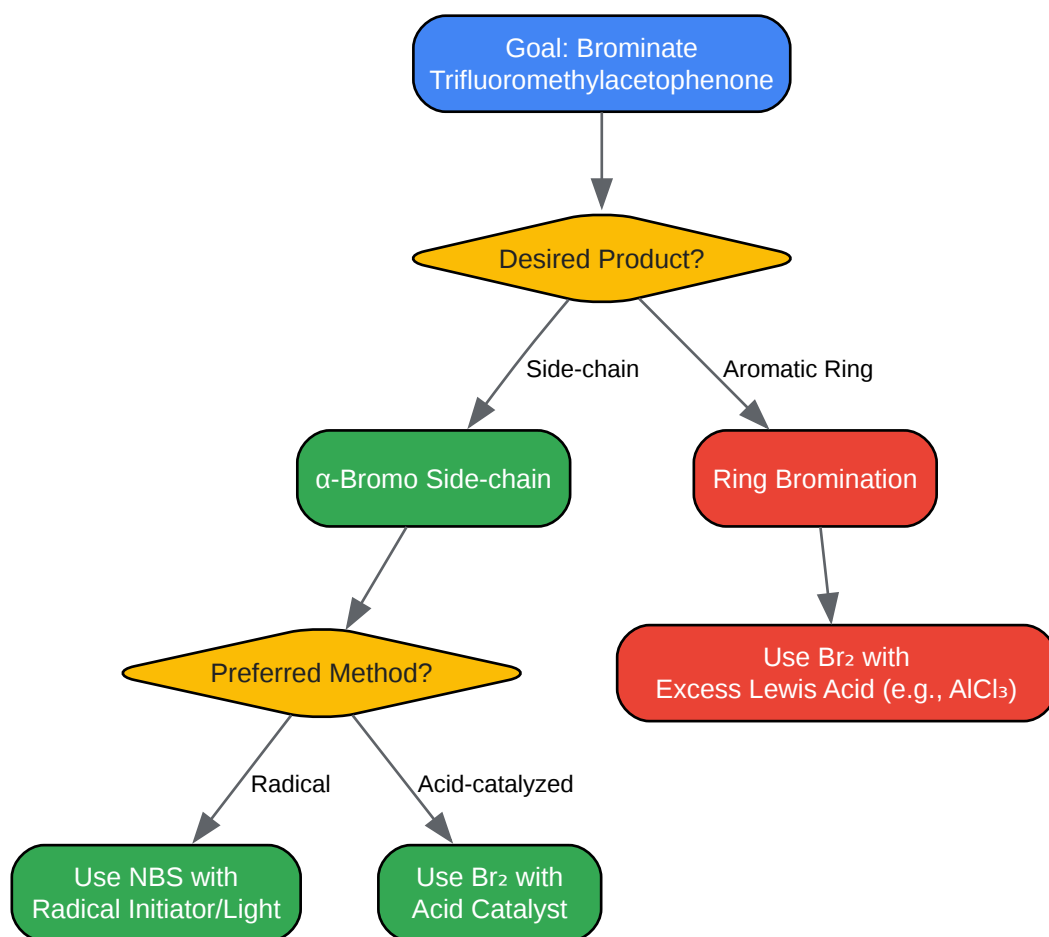 Goal: Brominate
Trifluoromethylacetophenone
Desired Product?
Side-chain
Aromatic Ring
α-Bromo Side-chain
Ring Bromination
Preferred Method?
Use Br₂ with
Excess Lewis Acid (e.g., AlCl₃)
Radical
Acid-catalyzed
Use NBS with
Radical Initiator/Light
Use Br₂ with
Acid Catalyst